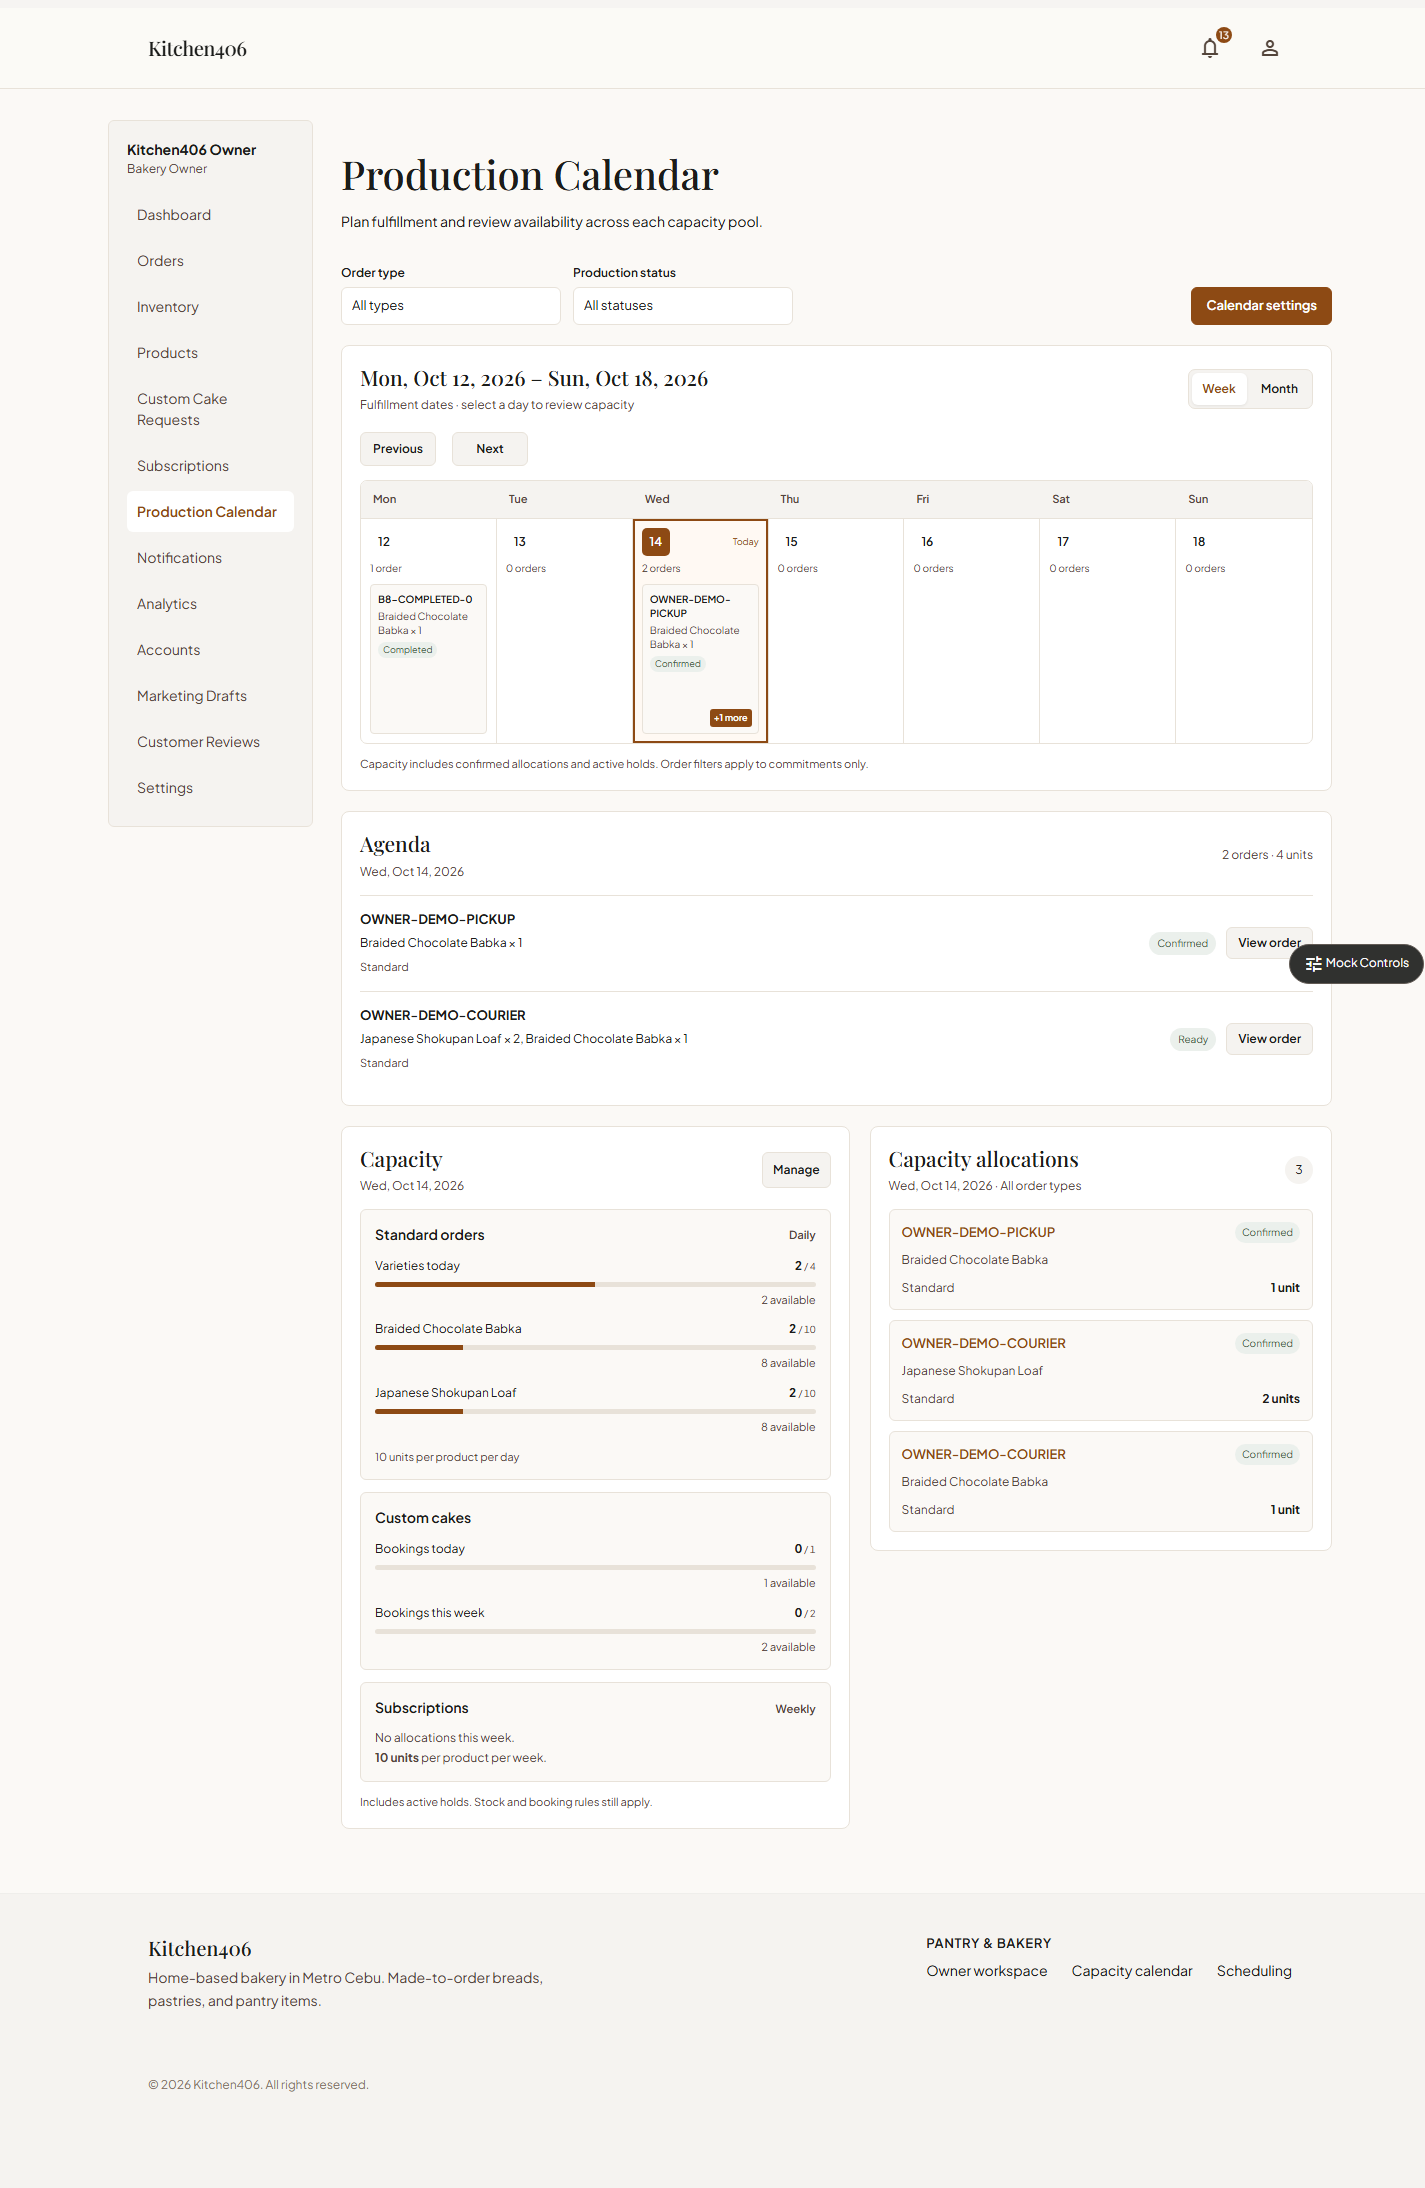 Kitchen406
13
Kitchen406 Owner
Bakery Owner
Dashboard
Orders
Inventory
Products
Custom Cake
Requests
Subscriptions
Production Calendar
Notifications
Analytics
Accounts
Marketing Drafts
Customer Reviews
Settings
Production Calendar
Plan fulfillment and review availability across each capacity pool.
Order type
Production status
All types
All statuses
Calendar settings
Mon, Oct 12, 2026 – Sun, Oct 18, 2026
Fulfillment dates · select a day to review capacity
Week
Month
Previous
Next
Mon
Tue
Wed
Thu
Fri
Sat
Sun
12
1 order
B8-COMPLETED-0
Braided Chocolate
Babka × 1
Completed
13
0 orders
14
Today
2 orders
OWNER-DEMO-
PICKUP
Braided Chocolate
Babka × 1
Confirmed
+1 more
15
0 orders
16
0 orders
17
0 orders
18
0 orders
Capacity includes confirmed allocations and active holds. Order filters apply to commitments only.
Agenda
Wed, Oct 14, 2026
2 orders · 4 units
OWNER-DEMO-PICKUP
Braided Chocolate Babka × 1
Standard
Confirmed
View order
Mock Controls
OWNER-DEMO-COURIER
Japanese Shokupan Loaf × 2, Braided Chocolate Babka × 1
Standard
Ready
View order
Capacity
Wed, Oct 14, 2026
Manage
Standard orders
Daily
Varieties today
2 / 4
2 available
Braided Chocolate Babka
2 / 10
8 available
Japanese Shokupan Loaf
2 / 10
8 available
10 units per product per day
Custom cakes
Bookings today
0 / 1
1 available
Bookings this week
0 / 2
2 available
Subscriptions
Weekly
No allocations this week.
10 units per product per week.
Includes active holds. Stock and booking rules still apply.
Capacity allocations
Wed, Oct 14, 2026 · All order types
3
OWNER-DEMO-PICKUP
Confirmed
Braided Chocolate Babka
Standard
1 unit
OWNER-DEMO-COURIER
Confirmed
Japanese Shokupan Loaf
Standard
2 units
OWNER-DEMO-COURIER
Confirmed
Braided Chocolate Babka
Standard
1 unit
Kitchen406
Home-based bakery in Metro Cebu. Made-to-order breads,
pastries, and pantry items.
PANTRY & BAKERY
Owner workspace
Capacity calendar
Scheduling
© 2026 Kitchen406. All rights reserved.